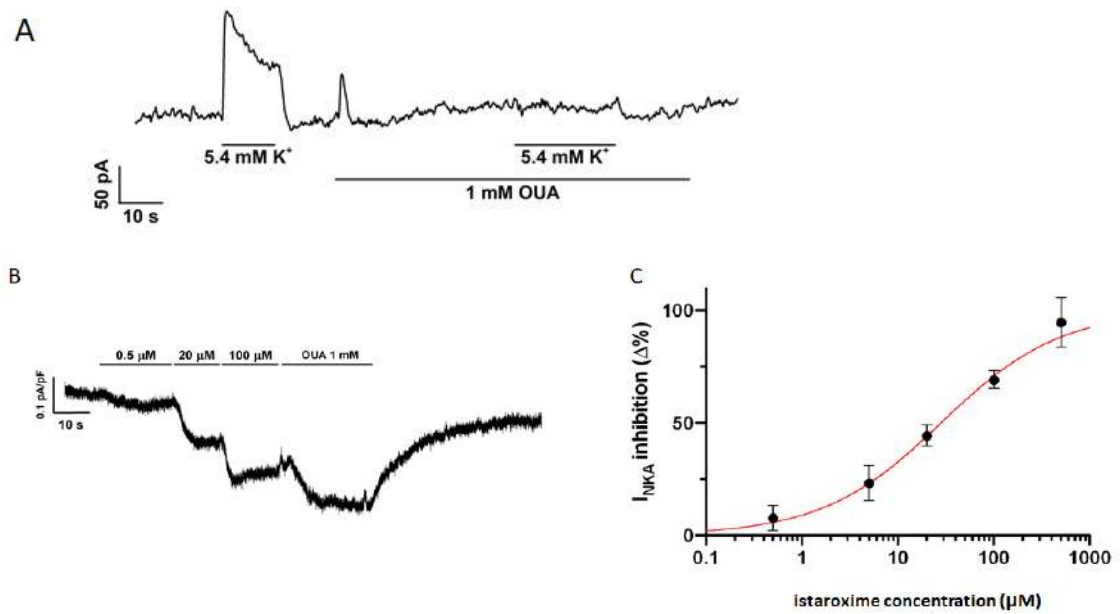 A
5.4 mM K⁺
5.4 mM K⁺
1 mM OUA
50 pA
10 s
B
0.5 μM
20 μM
100 μM
OUA 1 mM
0.1 pA/pF
10 s
C
I_NKA inhibition (Δ%)
100
50
0
0.1
1
10
100
1000
istaroxime concentration (μM)